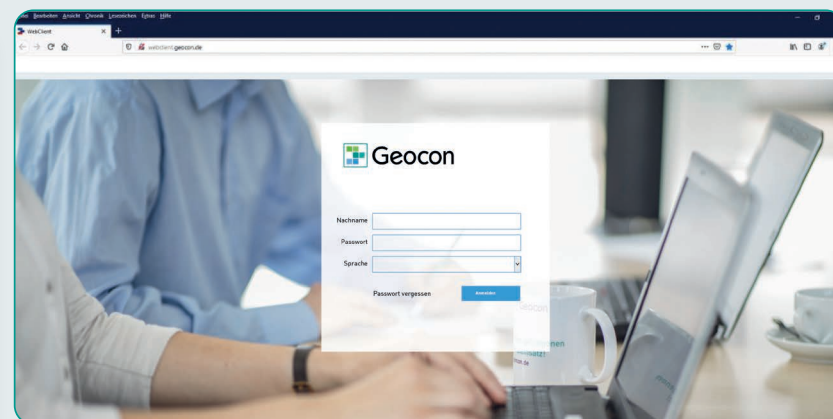 Datei Bearbeiten Ansicht Chronik Lesezeichen Extras Hilfe
WebClient
webclient.geocon.de
Geocon
Nachname
Passwort
Sprache
Passwort vergessen
Anmelden